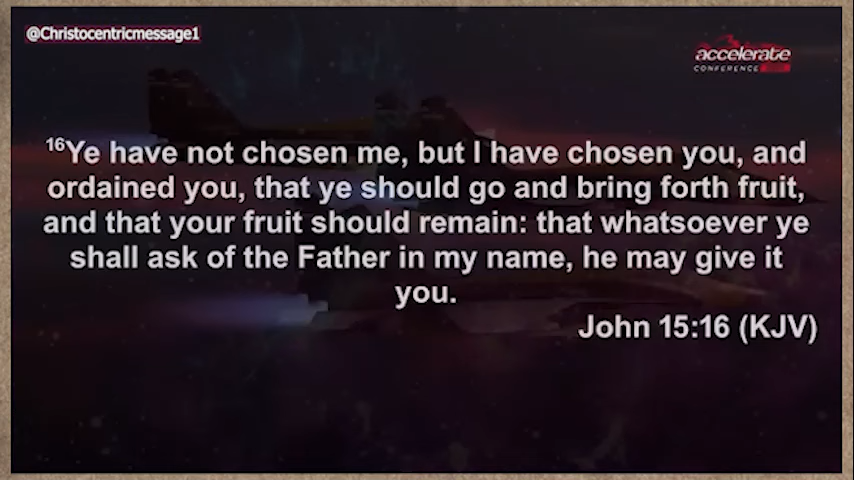 @Christocentricmessage1
accelerate
CONFERENCE
16Ye have not chosen me, but I have chosen you, and
ordained you, that ye should go and bring forth fruit,
and that your fruit should remain: that whatsoever ye
shall ask of the Father in my name, he may give it
you.
John 15:16 (KJV)